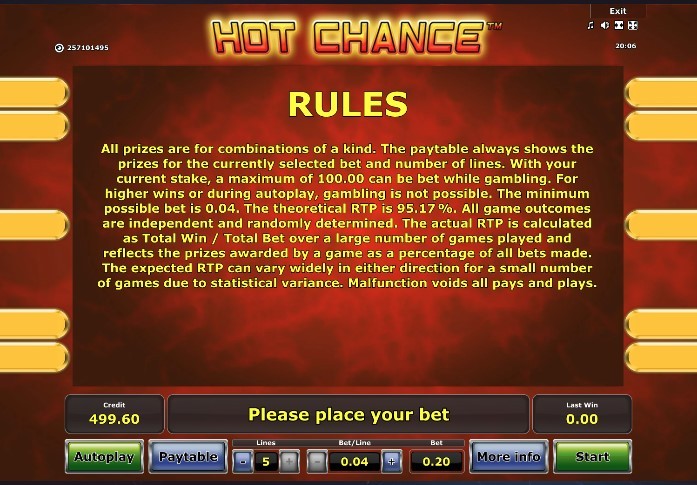 Exit
HOT CHANCE™
257101495
20:06
RULES
All prizes are for combinations of a kind. The paytable always shows the
prizes for the currently selected bet and number of lines. With your
current stake, a maximum of 100.00 can be bet while gambling. For
higher wins or during autoplay, gambling is not possible. The minimum
possible bet is 0.04. The theoretical RTP is 95.17%. All game outcomes
are independent and randomly determined. The actual RTP is calculated
as Total Win / Total Bet over a large number of games played and
reflects the prizes awarded by a game as a percentage of all bets made.
The expected RTP can vary widely in either direction for a small number
of games due to statistical variance. Malfunction voids all pays and plays.
Credit
499.60
Please place your bet
Last Win
0.00
Autoplay
Paytable
Lines
- 5 +
Bet/Line
- 0.04 +
Bet
0.20
More info
Start